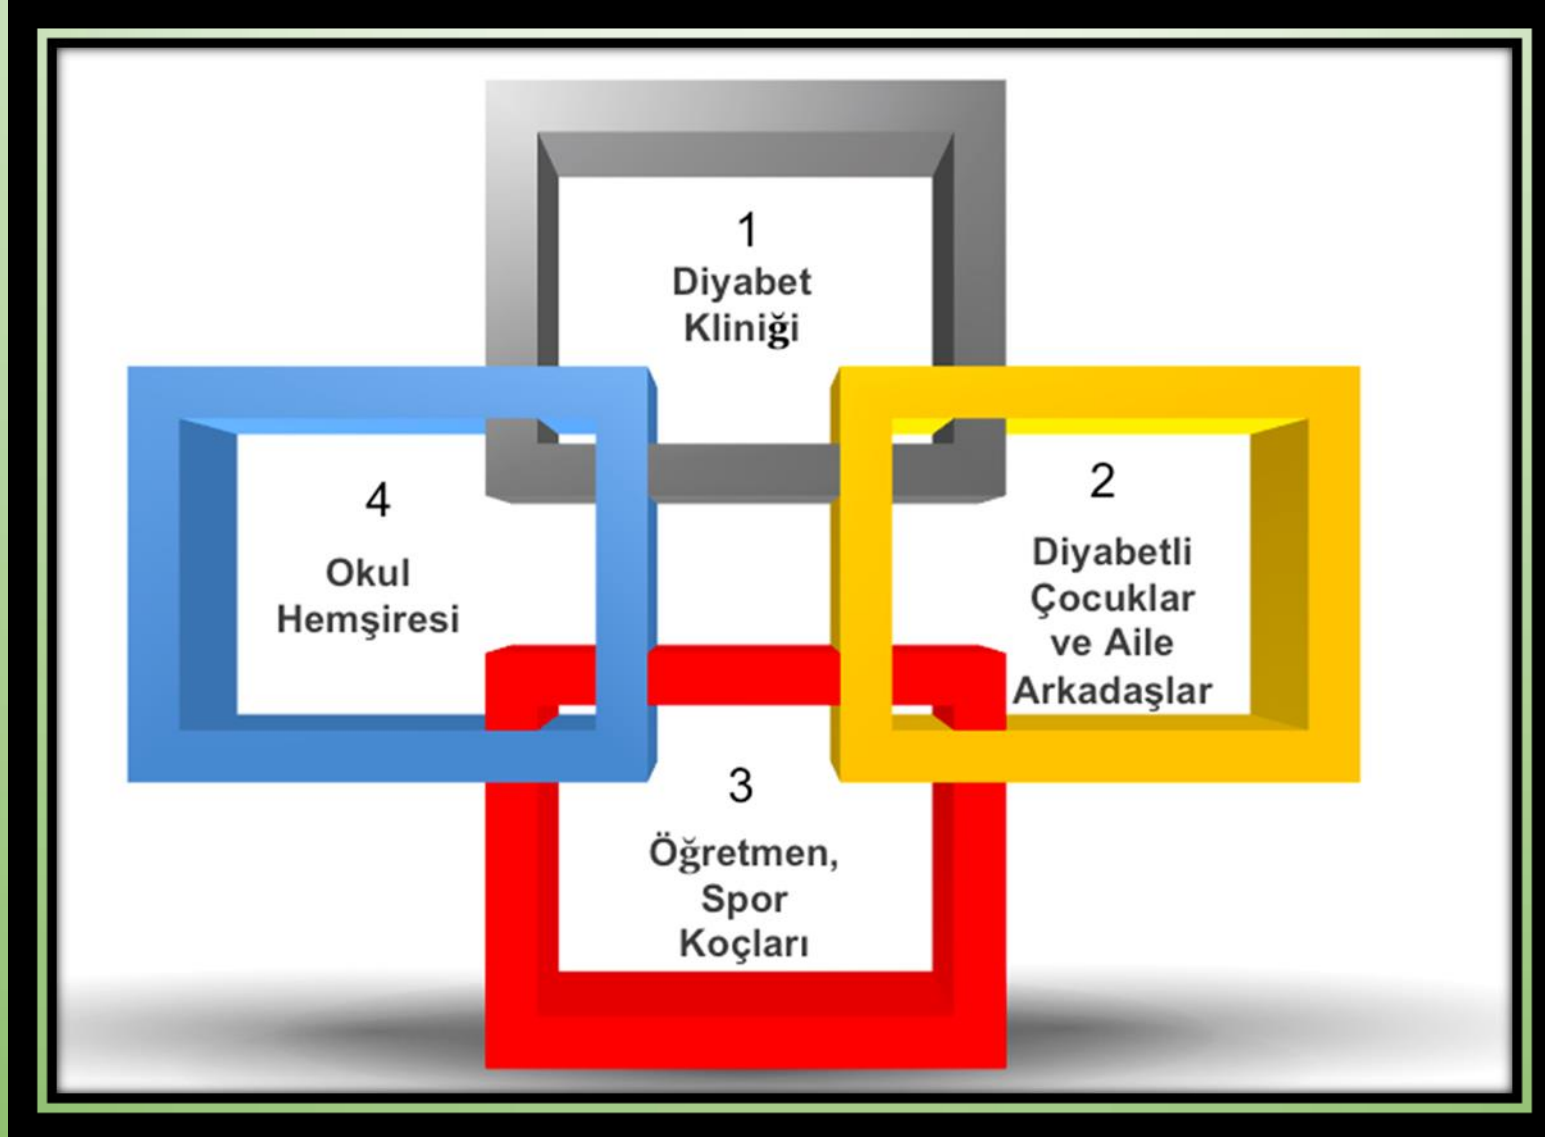 1
Diyabet
Kliniği
2
Diyabetli
Çocuklar
ve Aile
Arkadaşlar
3
Öğretmen,
Spor
Koçları
4
Okul
Hemşiresi